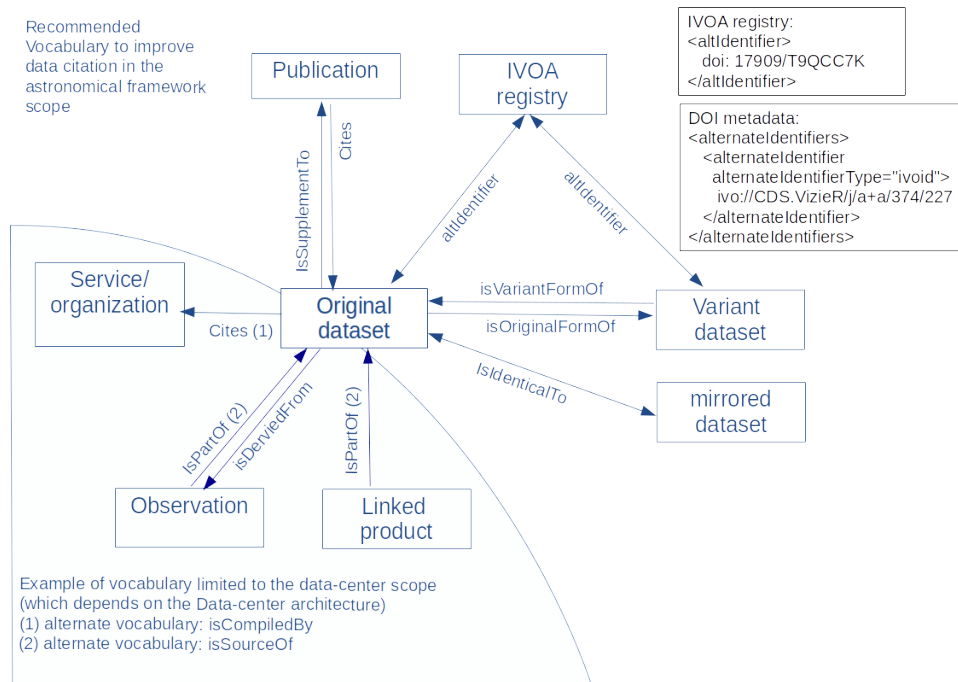 Recommended
Vocabulary to improve
data citation in the
astronomical framework
scope
Publication
IVOA
registry
IVOA registry:
<altIdentifier>
doi: 17909/T9QCC7K
</altIdentifier>
DOI metadata:
<alternateIdentifiers>
<alternateIdentifier
alternateIdentifierType="ivoid">
ivo://CDS.VizieR/j/a+a/374/227
</alternateIdentifier>
</alternateIdentifiers>
IsSupplementTo
Cites
altIdentifier
altIdentifier
Service/
organization
Cites (1)
Original
dataset
isVariantFormOf
isOriginalFormOf
Variant
dataset
IsIdenticalTo
mirrored
dataset
IsPartOf (2)
isDerviedFrom
IsPartOf (2)
Observation
Linked
product
Example of vocabulary limited to the data-center scope
(which depends on the Data-center architecture)
(1) alternate vocabulary: isCompiledBy
(2) alternate vocabulary: isSourceOf